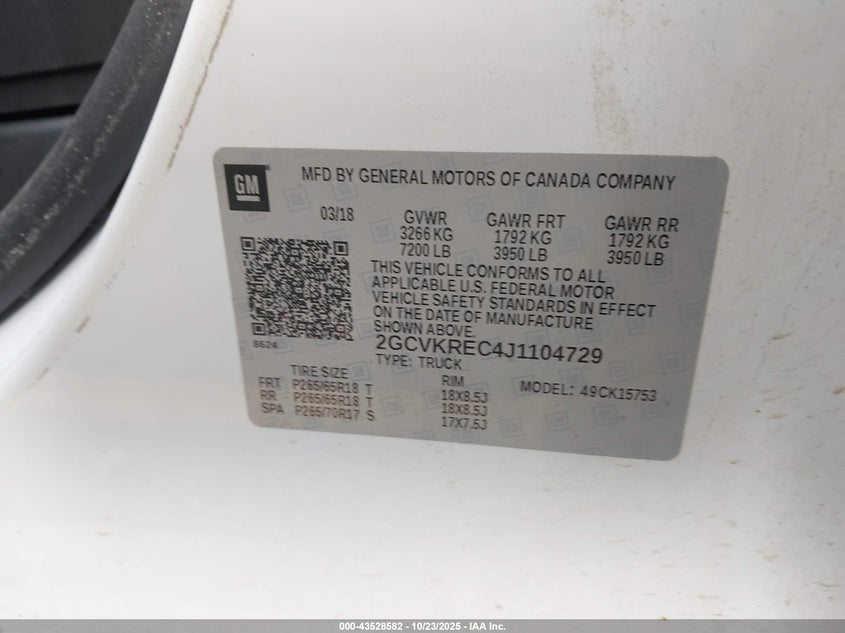 GM
®
MFD BY GENERAL MOTORS OF CANADA COMPANY
03/18 GVWR GAWR FRT GAWR RR
3266 KG 1792 KG 1792 KG
7200 LB 3950 LB 3950 LB
THIS VEHICLE CONFORMS TO ALL
APPLICABLE U.S. FEDERAL MOTOR
VEHICLE SAFETY STANDARDS IN EFFECT
ON THE DATE OF MANUFACTURE
SHOWN ABOVE.
8624
2GCVKREC4J1104729
TYPE: TRUCK
TIRE SIZE RIM MODEL: 49CK15753
FRT P265/65R18 T 18X8.5J
RR P265/65R18 T 18X8.5J
SPA P265/70R17 S 17X7.5J
000-43528582 - 10/23/2025 - IAA Inc.